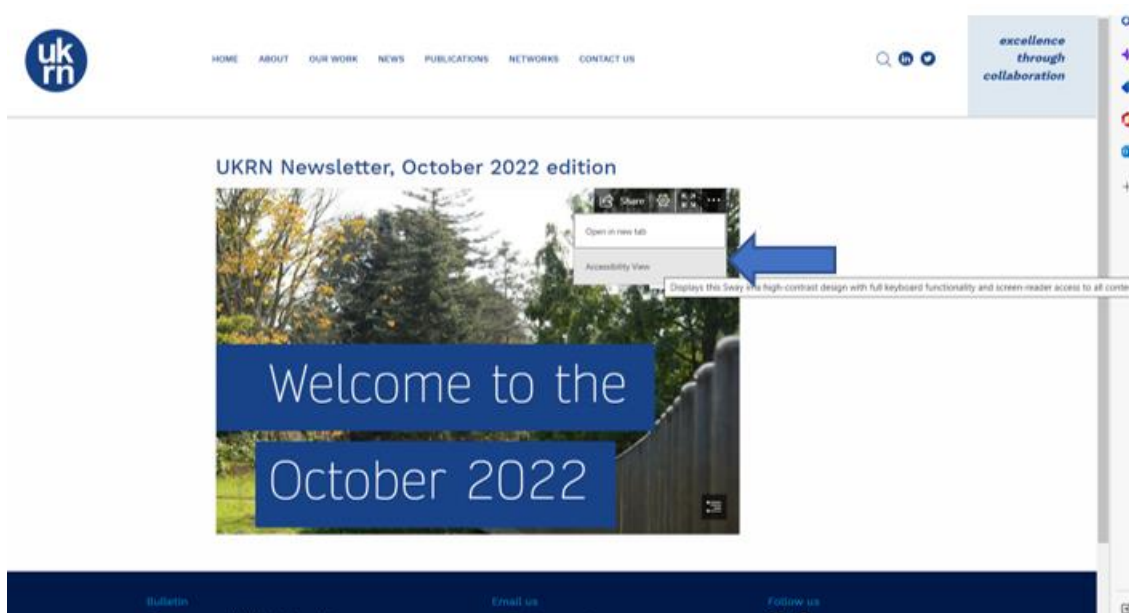 uk
rn
HOME ABOUT OUR WORK NEWS PUBLICATIONS NETWORKS CONTACT US
in
excellence
through
collaboration
UKRN Newsletter, October 2022 edition
Share
Open in new tab
Accessibility View
Displays this Sway in a high-contrast design with full keyboard functionality and screen-reader access to all
Welcome to the
October 2022
Bulletin Email us Follow us